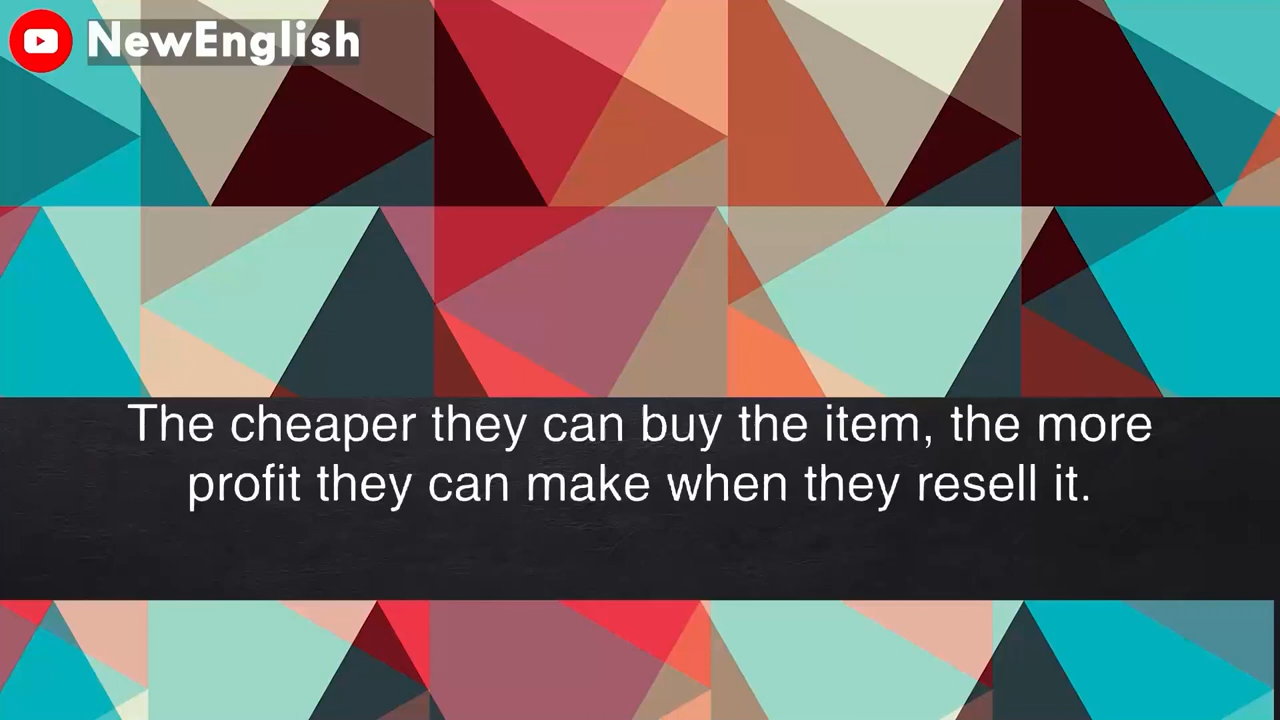 NewEnglish
The cheaper they can buy the item, the more
profit they can make when they resell it.